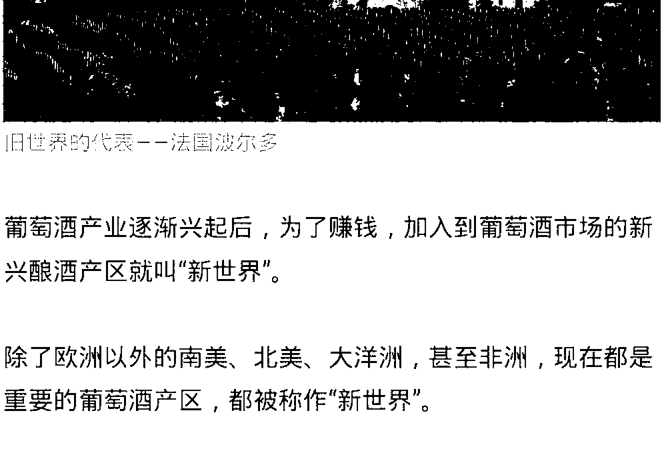 旧世界的代表——法国波尔多
葡萄酒产业逐渐兴起后，为了赚钱，加入到葡萄酒市场的新
兴酿酒产区就叫“新世界”。
除了欧洲以外的南美、北美、大洋洲，甚至非洲，现在都是
重要的葡萄酒产区，都被称作“新世界”。